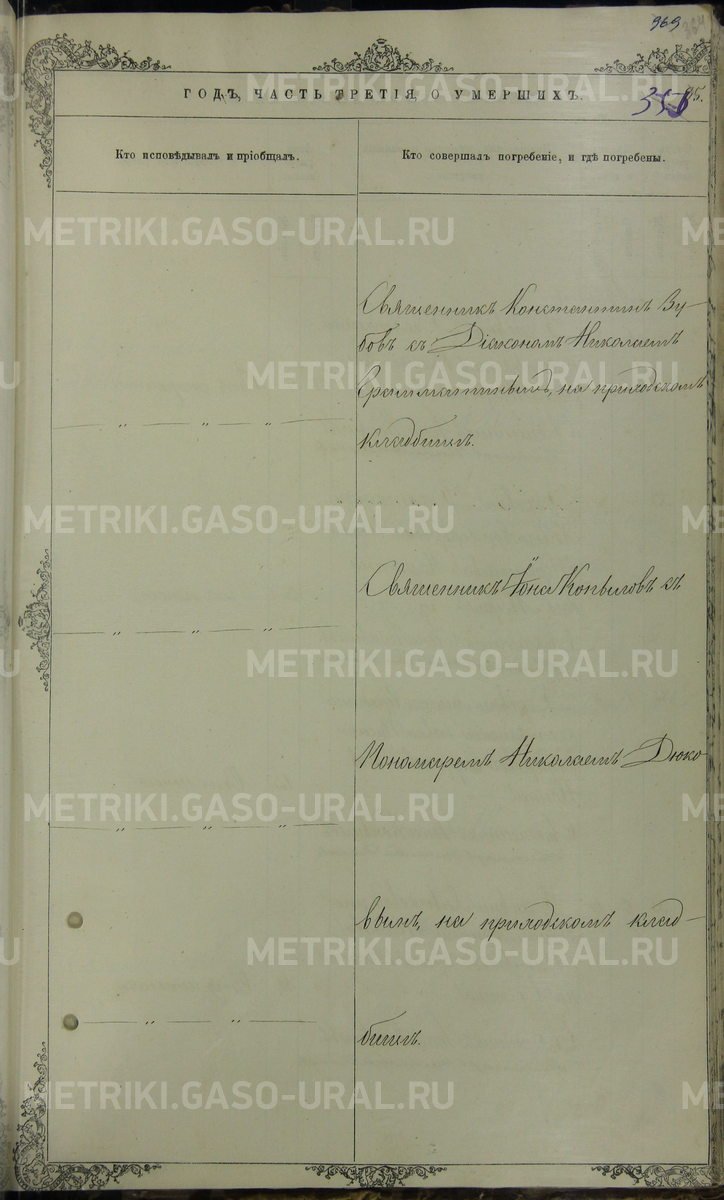 969
ГОДЪ, ЧАСТЬ ТРЕТІЯ, О УМЕРШИХЪ.
Кто исповѣдывалъ и пріобщалъ.
Кто совершалъ погребеніе, и гдѣ погребены.
METRIKI.GASO-URAL.RU
Священникъ Константинъ Зу-
бовъ съ Діакономъ Николаемъ
на приходскомъ
кладбищѣ.
Священникъ Іона Копыловъ съ
Пономаремъ Николаемъ Дюко
вымъ, на приходскомъ клад-
бищѣ.